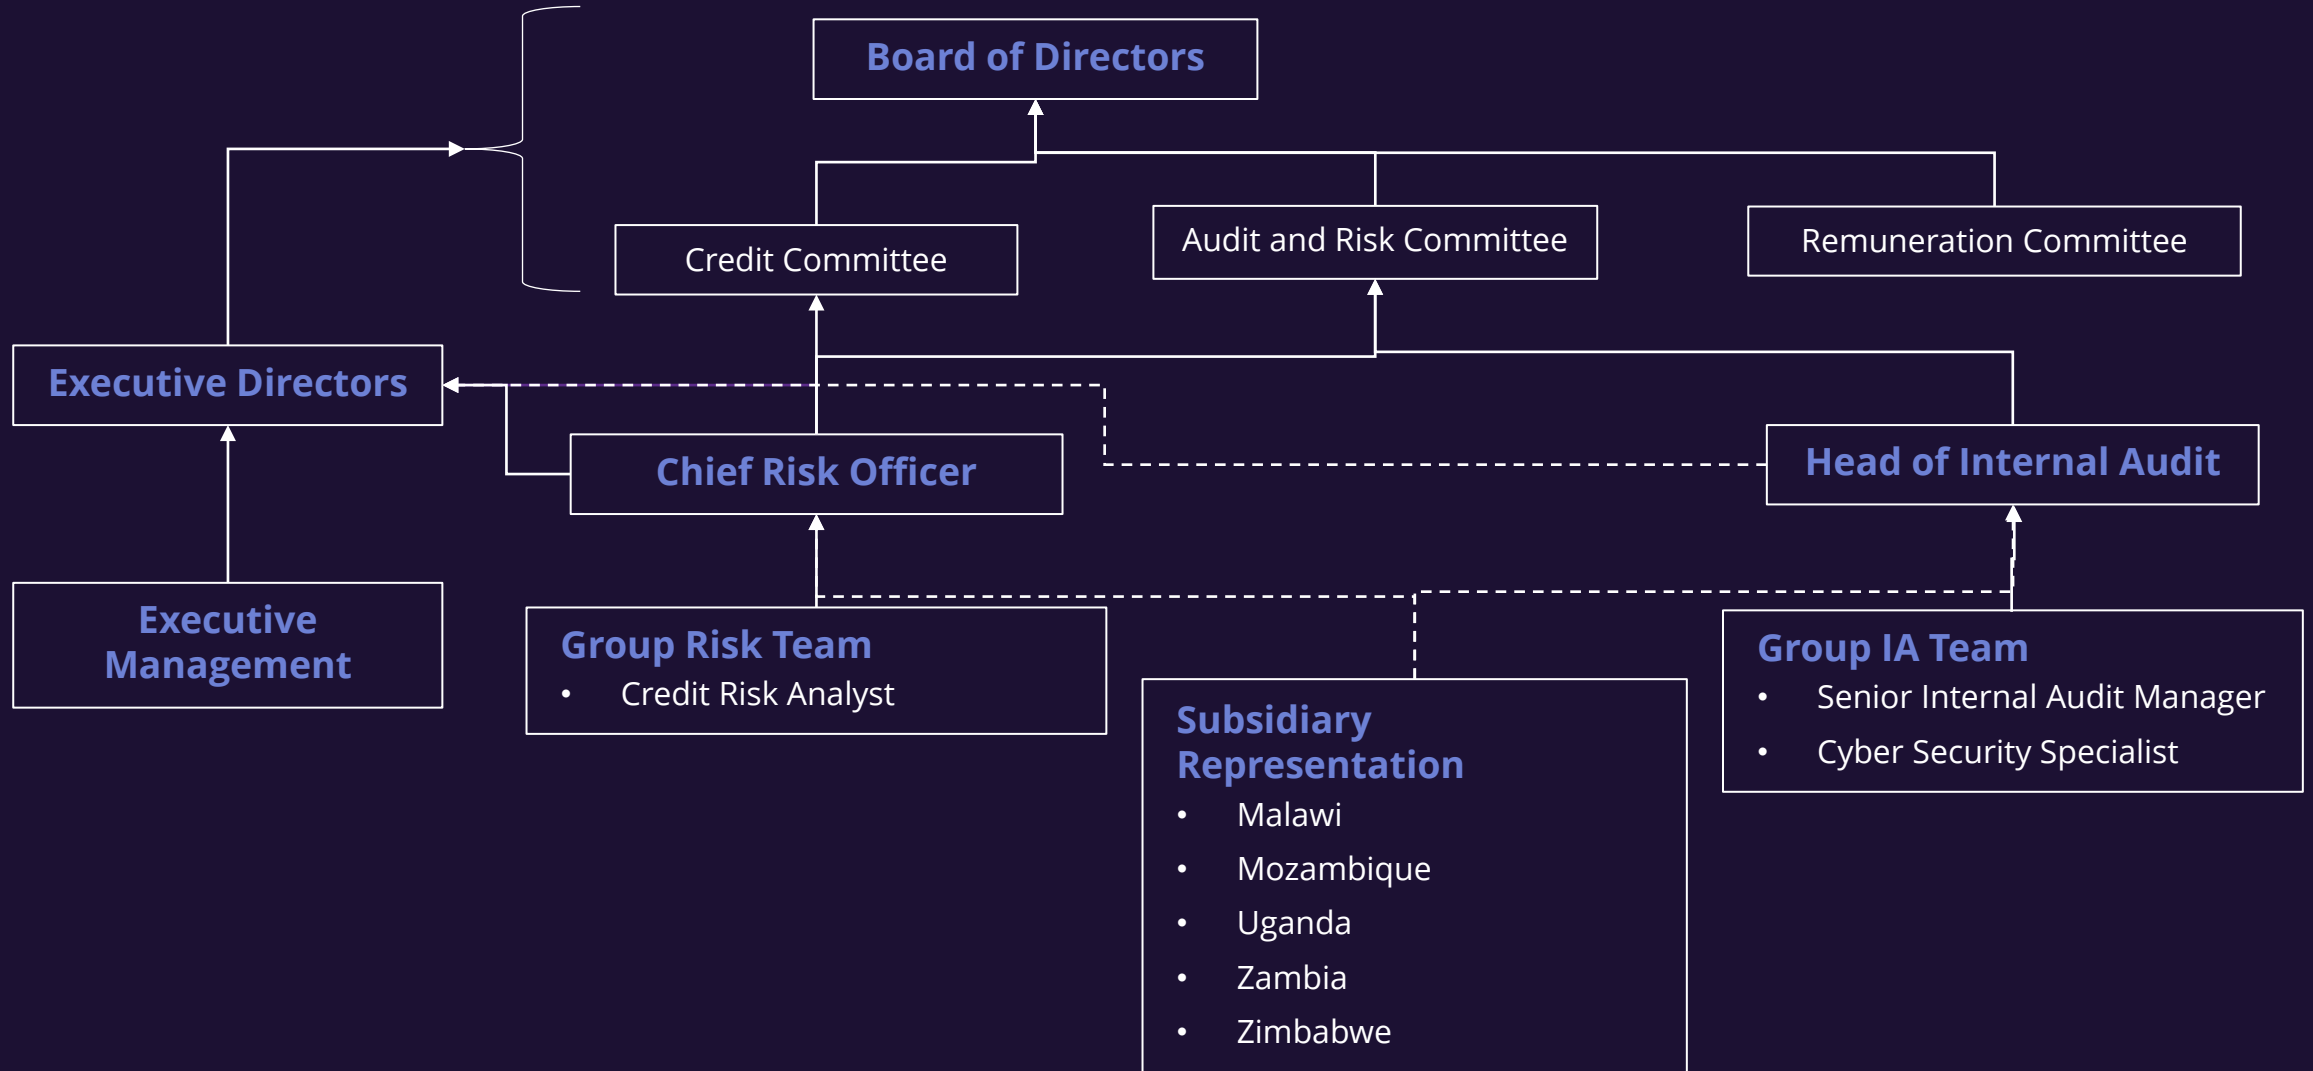 Board of Directors
Credit Committee
Audit and Risk Committee
Remuneration Committee
Executive Directors
Chief Risk Officer
Head of Internal Audit
Executive
Management
Group Risk Team
• Credit Risk Analyst
Subsidiary
Representation
• Malawi
• Mozambique
• Uganda
• Zambia
• Zimbabwe
Group IA Team
• Senior Internal Audit Manager
• Cyber Security Specialist